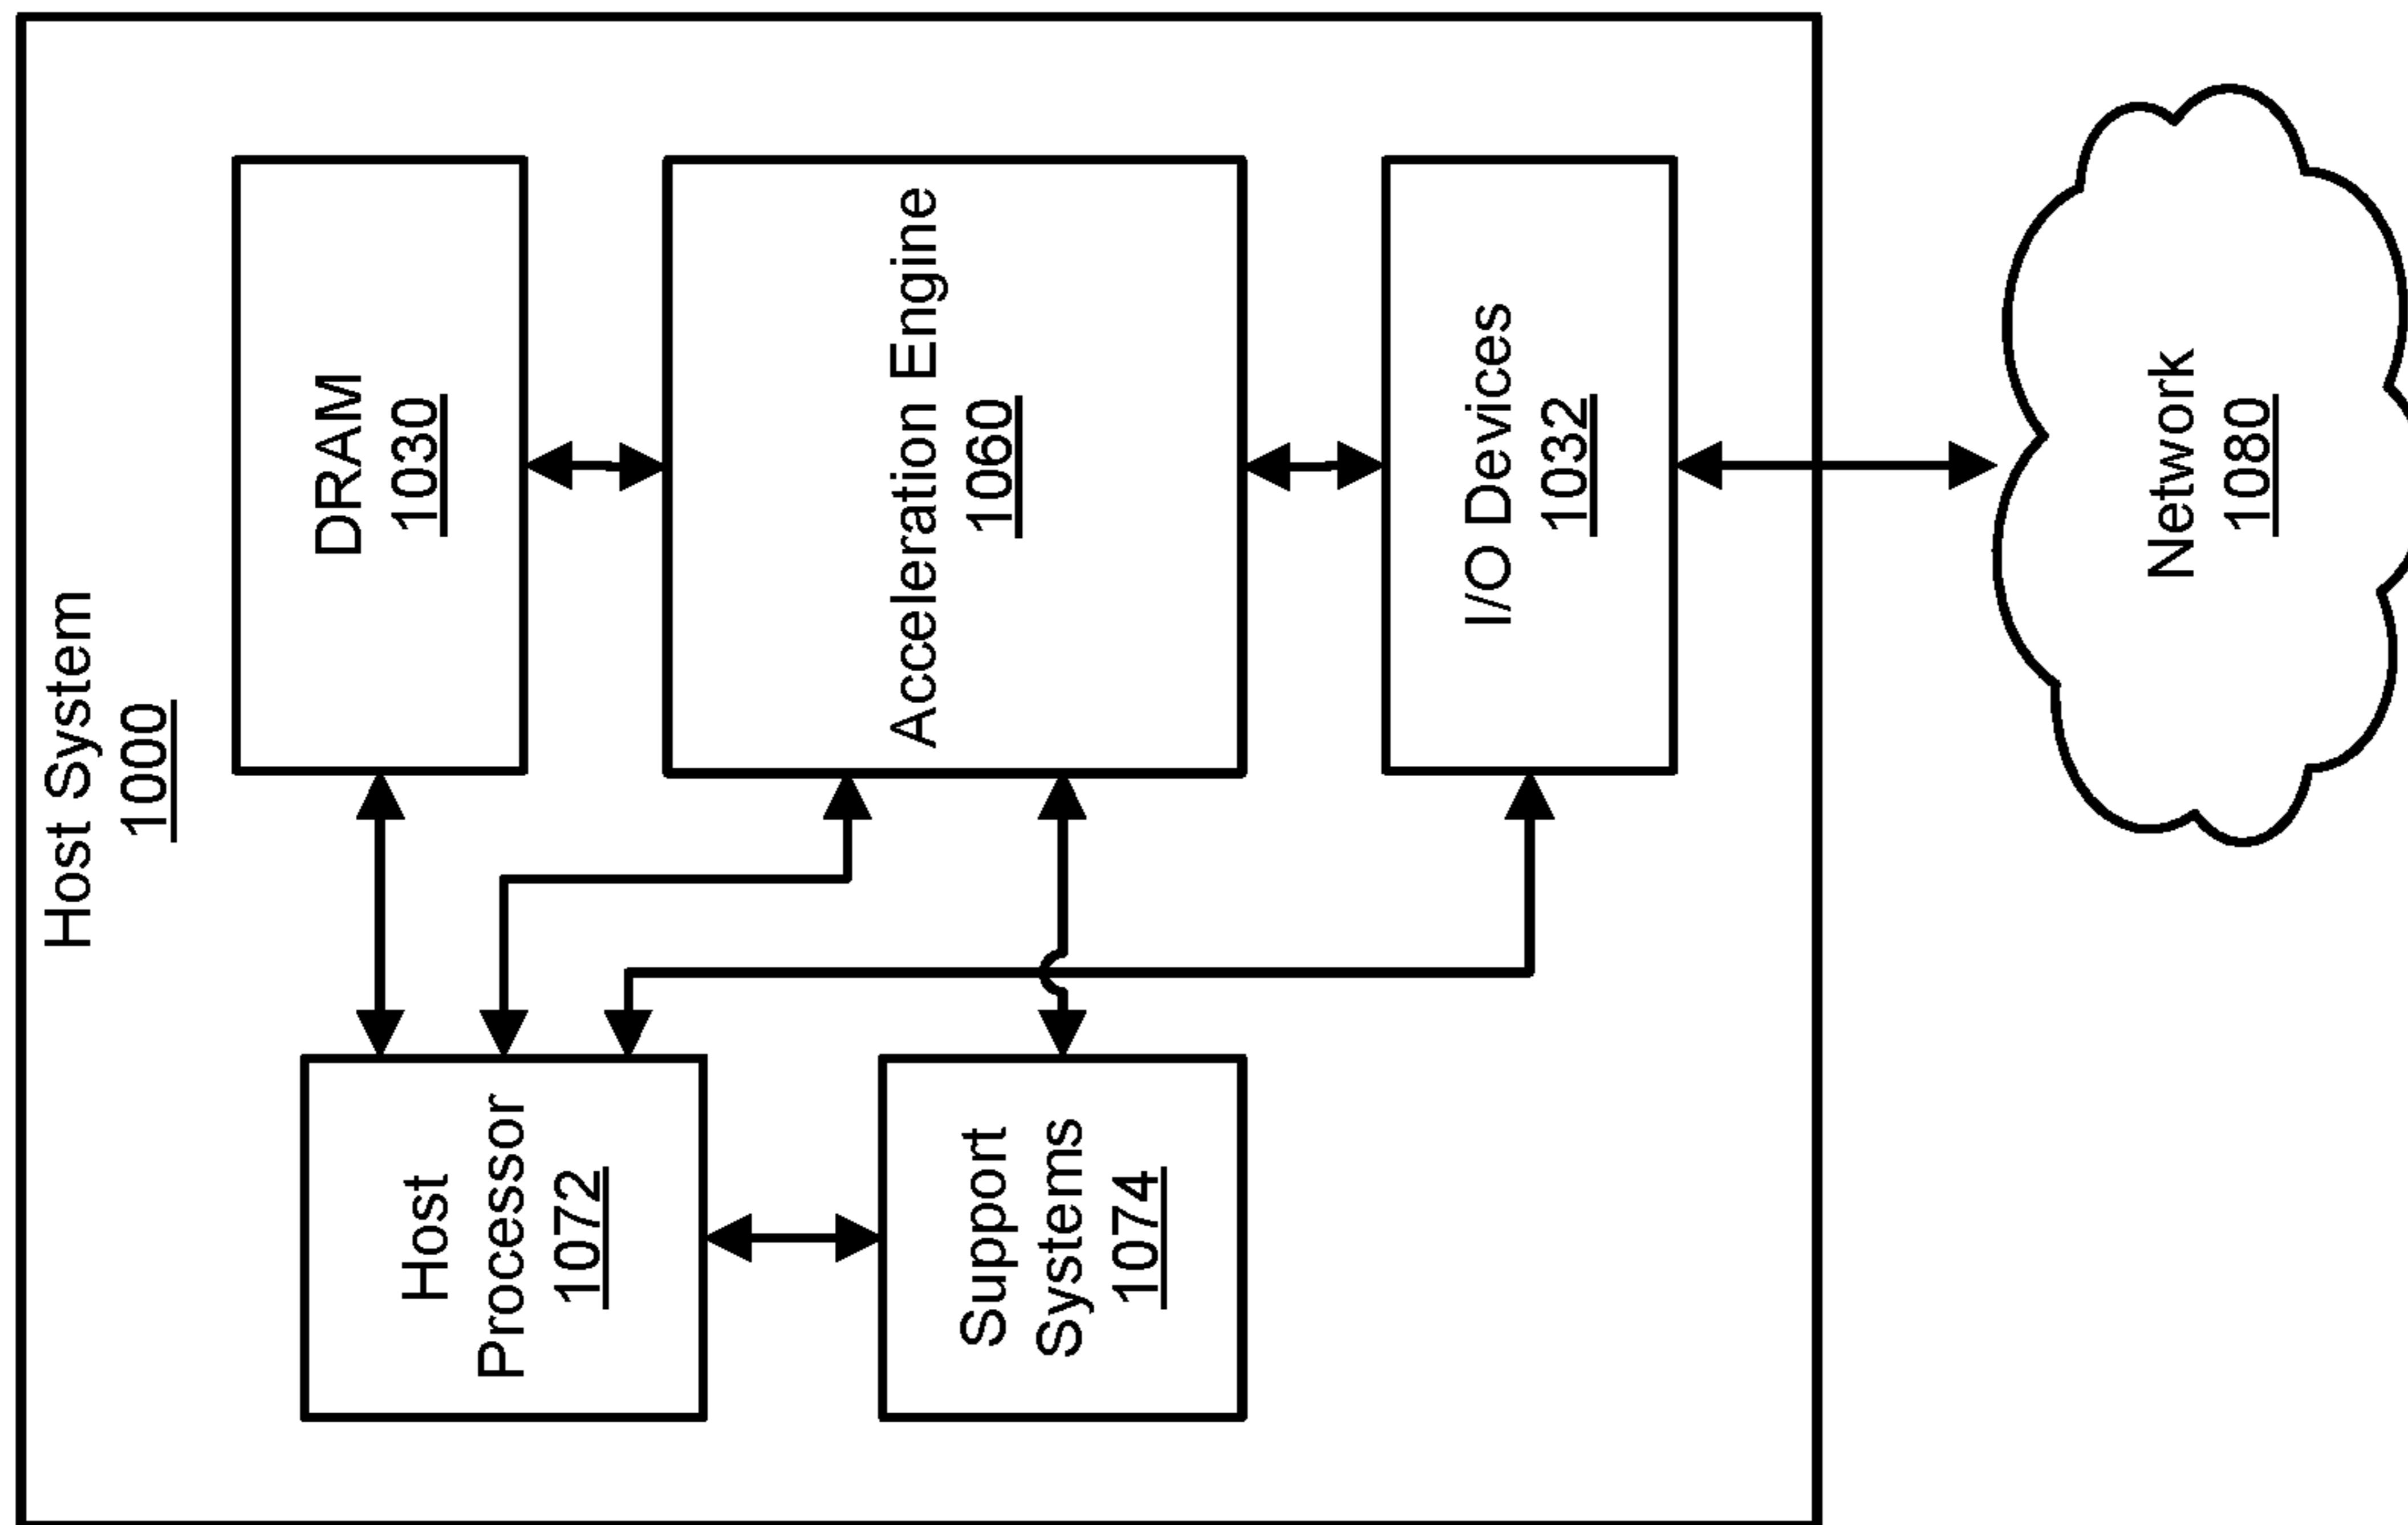 Host System
1000
Host
Processor
1072
DRAM
1030
Support
Systems
1074
Acceleration Engine
1060
I/O Devices
1032
Network
1080